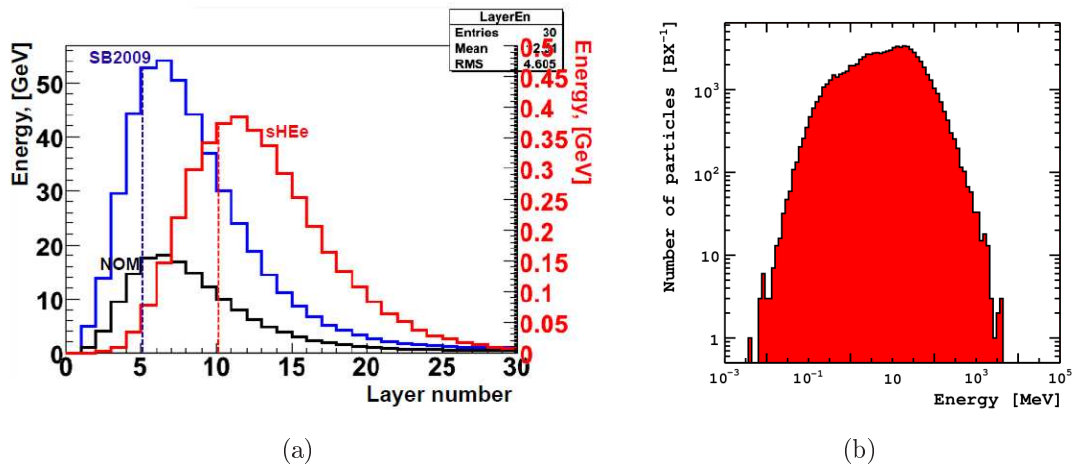 LayerEn
Entries 30
RMS 4.605
Energy, [GeV]
50
40
30
20
10
0
SB2009
NOM
sHEe
0.5
0.45
0.4
0.35
0.3
0.25
0.2
0.15
0.1
0.05
0
Energy, [GeV]
0 5 10 15 20 25 30
Layer number
(a)
Number of particles [BX⁻¹]
10³
10²
10
1
10⁻³ 10⁻¹ 10 10³ 10⁵
Energy [MeV]
(b)